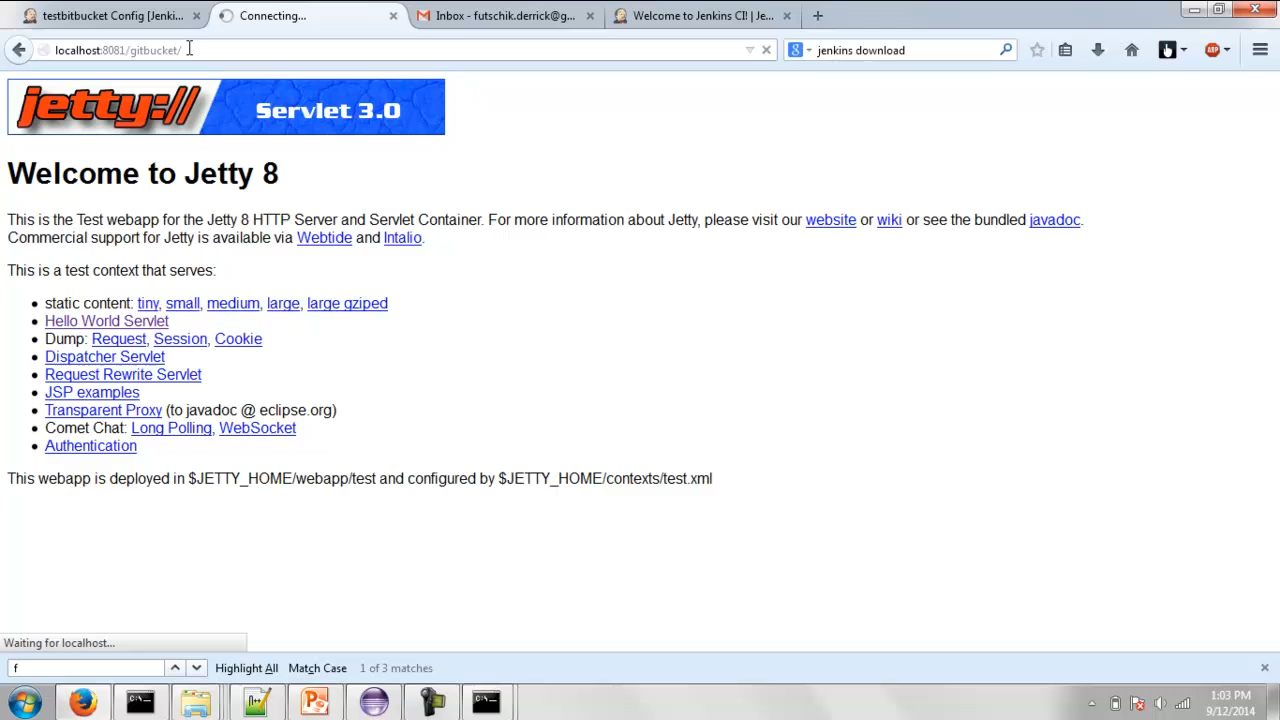 testbitbucket Config [Jenki...
Connecting...
Inbox - futschik.derrick@g...
Welcome to Jenkins CI! | Je...
localhost:8081/gitbucket/
jenkins download
jetty://
Servlet 3.0
Welcome to Jetty 8
This is the Test webapp for the Jetty 8 HTTP Server and Servlet Container. For more information about Jetty, please visit our website or wiki or see the bundled javadoc.
Commercial support for Jetty is available via Webtide and Intalio.
This is a test context that serves:
static content: tiny, small, medium, large, large gziped
Hello World Servlet
Dump: Request, Session, Cookie
Dispatcher Servlet
Request Rewrite Servlet
JSP examples
Transparent Proxy (to javadoc @ eclipse.org)
Comet Chat: Long Polling, WebSocket
Authentication
This webapp is deployed in $JETTY_HOME/webapp/test and configured by $JETTY_HOME/contexts/test.xml
Waiting for localhost...
f
Highlight All
Match Case
1 of 3 matches
1:03 PM
9/12/2014